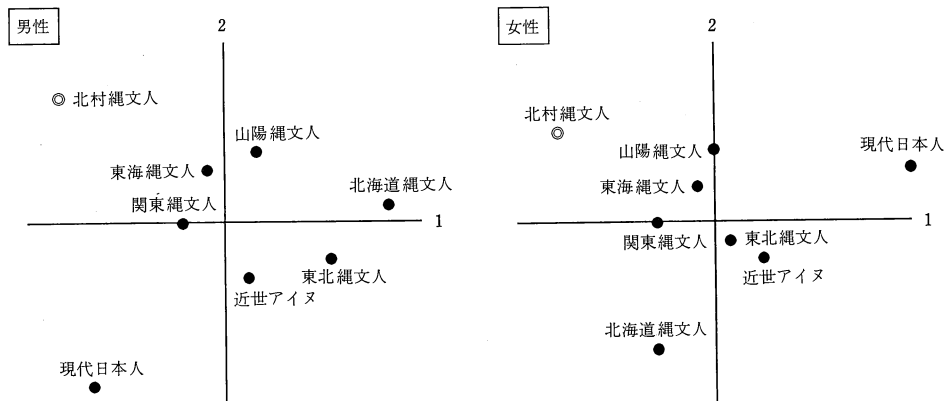 男性
2
北村縄文人
山陽縄文人
東海縄文人
北海道縄文人
関東縄文人
1
東北縄文人
近世アイヌ
現代日本人
女性
2
北村縄文人
現代日本人
山陽縄文人
東海縄文人
1
関東縄文人
東北縄文人
近世アイヌ
北海道縄文人